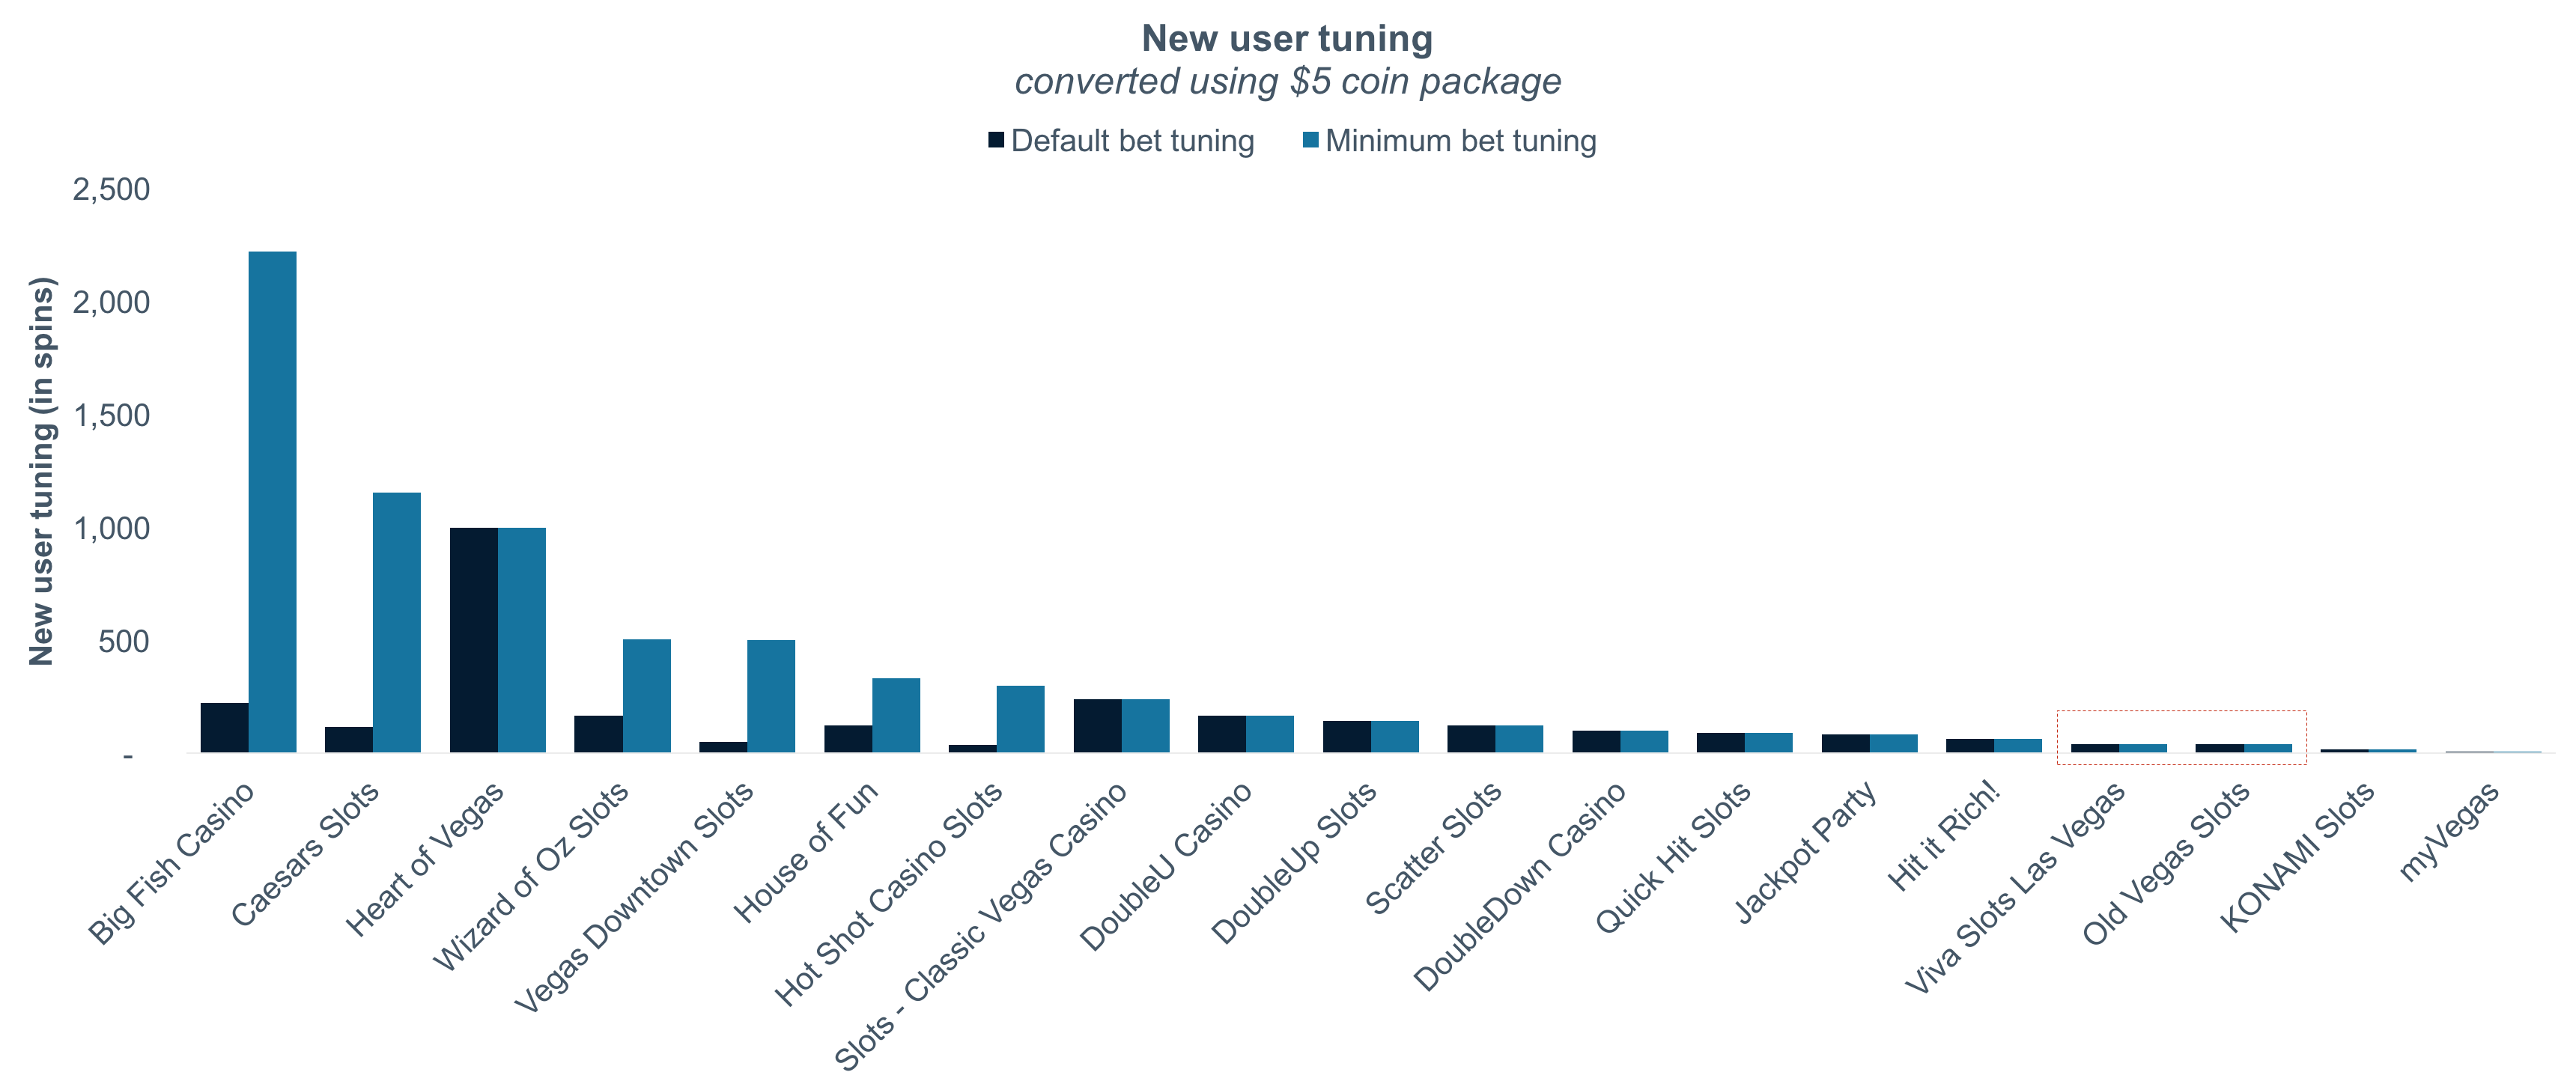 New user tuning
converted using $5 coin package
Default bet tuning
Minimum bet tuning
New user tuning (in spins)
2,500
2,000
1,500
1,000
500
-
Big Fish Casino
Caesars Slots
Heart of Vegas
Wizard of Oz Slots
Vegas Downtown Slots
House of Fun
Hot Shot Casino Slots
Slots - Classic Vegas Casino
DoubleU Casino
DoubleUp Slots
Scatter Slots
DoubleDown Casino
Quick Hit Slots
Jackpot Party
Hit it Rich!
Viva Slots Las Vegas
Old Vegas Slots
KONAMI Slots
myVegas